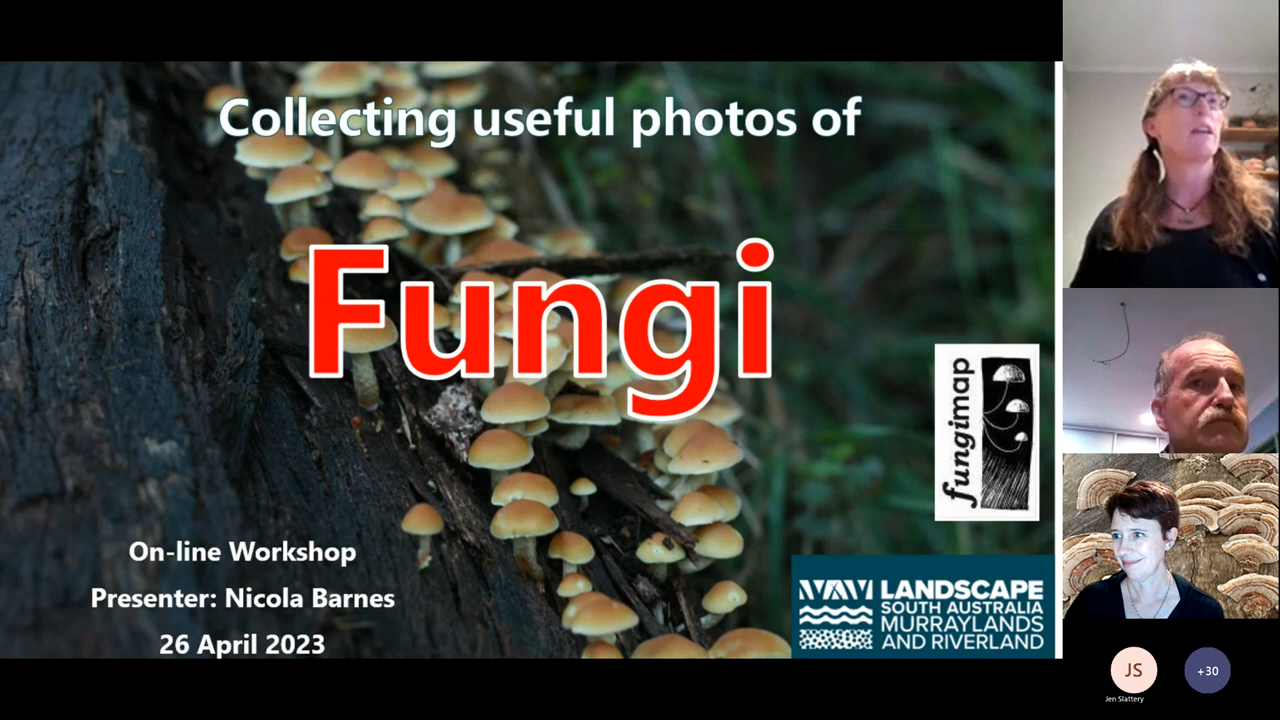 Collecting useful photos of
Fungi
fungimap
On-line Workshop
Presenter: Nicola Barnes
26 April 2023
LANDSCAPE
SOUTH AUSTRALIA
MURRAYLANDS
AND RIVERLAND
JS
+30
Jen Slattery